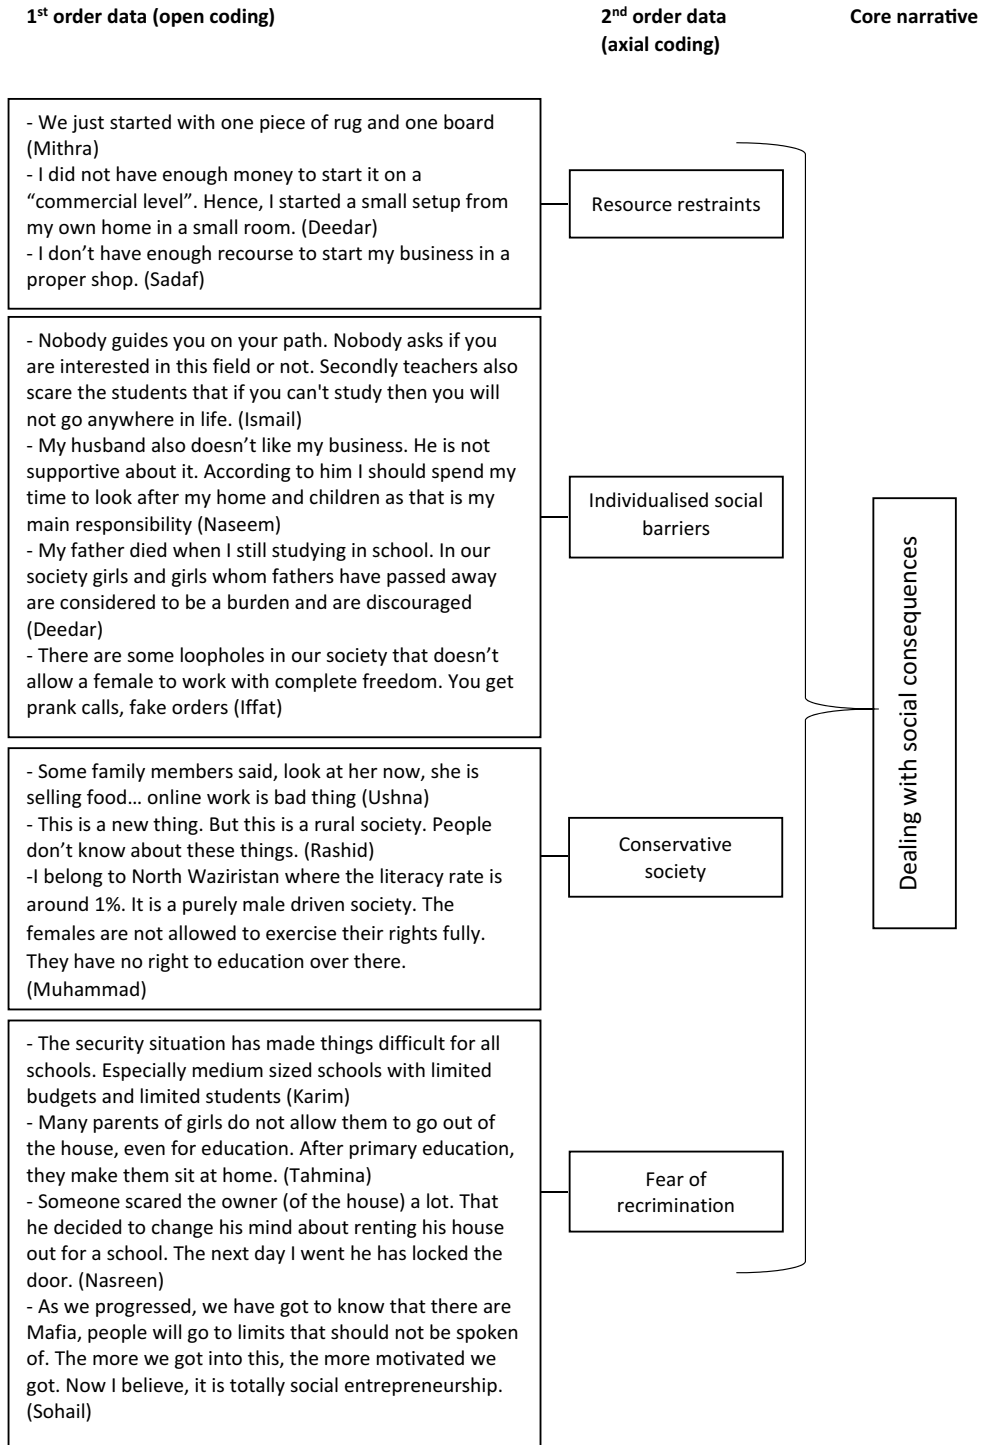 1st order data (open coding)
2nd order data
(axial coding)
Core narrative
- We just started with one piece of rug and one board
(Mithra)
- I did not have enough money to start it on a
“commercial level”. Hence, I started a small setup from
my own home in a small room. (Deedar)
- I don’t have enough recourse to start my business in a
proper shop. (Sadaf)
Resource restraints
- Nobody guides you on your path. Nobody asks if you
are interested in this field or not. Secondly teachers also
scare the students that if you can't study then you will
not go anywhere in life. (Ismail)
- My husband also doesn’t like my business. He is not
supportive about it. According to him I should spend my
time to look after my home and children as that is my
main responsibility (Naseem)
- My father died when I still studying in school. In our
society girls and girls whom fathers have passed away
are considered to be a burden and are discouraged
(Deedar)
- There are some loopholes in our society that doesn’t
allow a female to work with complete freedom. You get
prank calls, fake orders (Iffat)
Individualised social
barriers
- Some family members said, look at her now, she is
selling food… online work is bad thing (Ushna)
- This is a new thing. But this is a rural society. People
don’t know about these things. (Rashid)
-I belong to North Waziristan where the literacy rate is
around 1%. It is a purely male driven society. The
females are not allowed to exercise their rights fully.
They have no right to education over there.
(Muhammad)
Conservative
society
- The security situation has made things difficult for all
schools. Especially medium sized schools with limited
budgets and limited students (Karim)
- Many parents of girls do not allow them to go out of
the house, even for education. After primary education,
they make them sit at home. (Tahmina)
- Someone scared the owner (of the house) a lot. That
he decided to change his mind about renting his house
out for a school. The next day I went he has locked the
door. (Nasreen)
- As we progressed, we have got to know that there are
Mafia, people will go to limits that should not be spoken
of. The more we got into this, the more motivated we
got. Now I believe, it is totally social entrepreneurship.
(Sohail)
Fear of
recrimination
Dealing with social consequences